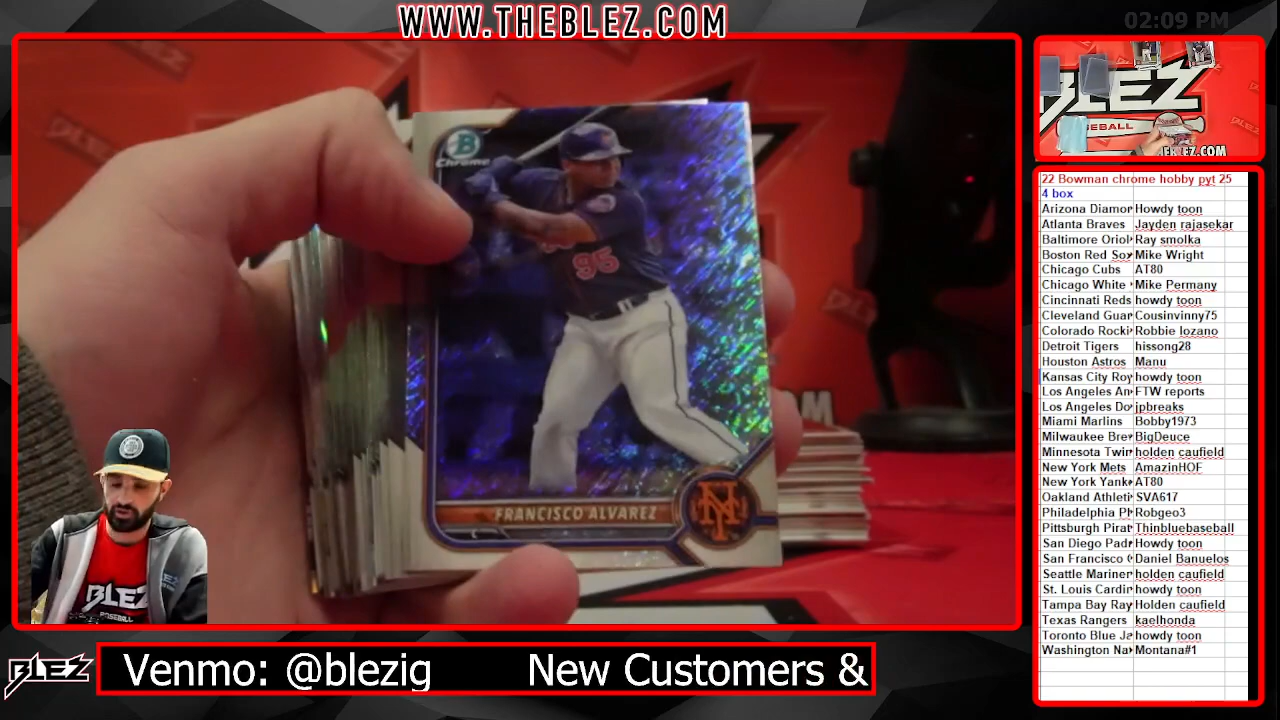 WWW.THEBLEZ.COM
02:09 PM
B
Chrome
95
FRANCISCO ALVAREZ
NY
BLEZ
BASEBALL
22 Bowman chrome hobby pyt 25
4 box
Arizona Diamor Howdy toon
Atlanta Braves Jayden rajasekar
Baltimore Oriol Ray smolka
Boston Red Sox Mike Wright
Chicago Cubs AT80
Chicago White Mike Permany
Cincinnati Reds howdy toon
Cleveland Guar Cousinvinny75
Colorado Rocki Robbie lozano
Detroit Tigers hissong28
Houston Astros Manu
Kansas City Roy howdy toon
Los Angeles An FTW reports
Los Angeles Do jpbreaks
Miami Marlins Bobby1973
Milwaukee Bre BigDeuce
Minnesota Twin holden caufield
New York Mets AmazinHOF
New York Yank AT80
Oakland Athleti SVA617
Philadelphia Ph Robgeo3
Pittsburgh Pirat Thinbluebaseball
San Diego Padr Howdy toon
San Francisco ( Daniel Banuelos
Seattle Mariner holden caufield
St. Louis Cardir howdy toon
Tampa Bay Ray Holden caufield
Texas Rangers kaelhonda
Toronto Blue Ja howdy toon
Washington Na Montana#1
BLEZ
BLEZ Venmo: @blezig New Customers &